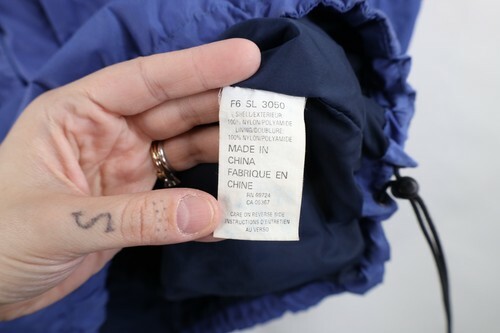 F6 SL 3050
100% NYLON/POLYAMIDE
LINING/DOUBLURE
100% NYLON/POLYAMIDE
MADE IN
CHINA
FABRIQUE EN
CHINE
CARE ON REVERSE SIDE
INSTRUCTIONS D'ENTRETIEN
AU VERSO